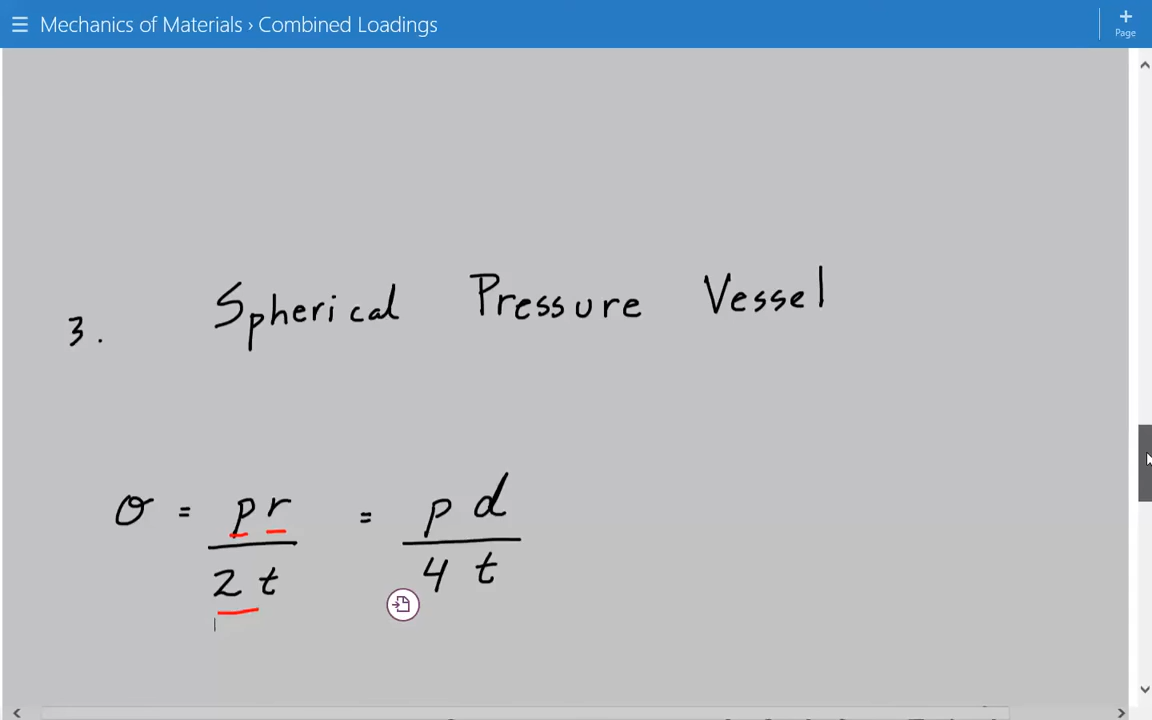 Mechanics of Materials › Combined Loadings
Page
3. Spherical Pressure Vessel
σ = pr / 2t = pd / 4t